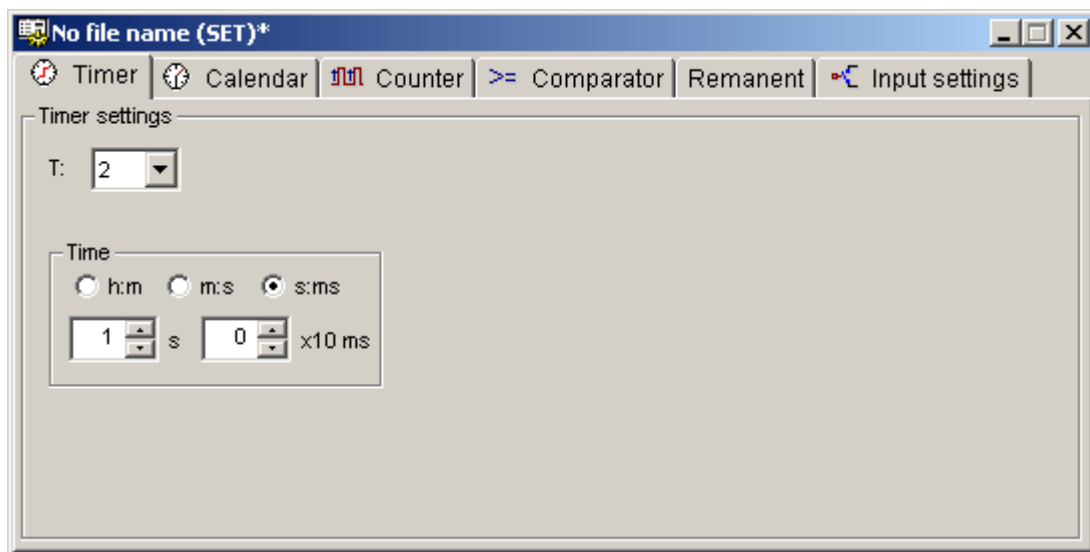 No file name (SET)*
Timer Calendar Counter >= Comparator Remanent Input settings
Timer settings
T: 2
Time
h:m m:s s:ms
1 s 0 x10 ms